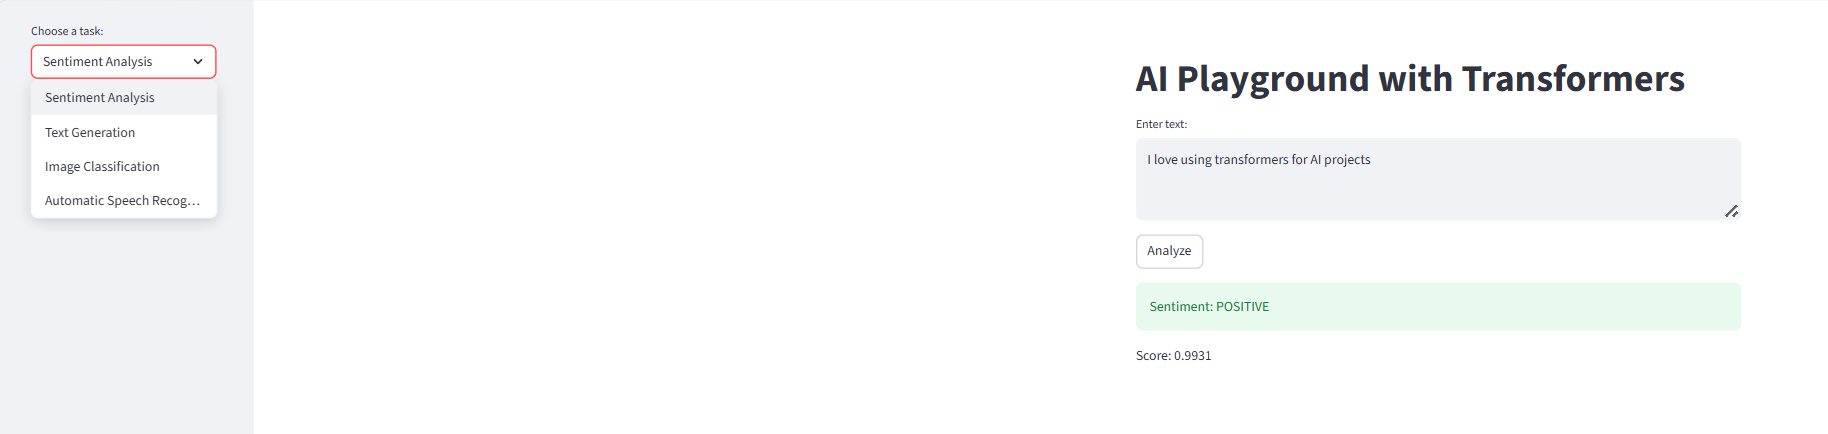 Choose a task:
Sentiment Analysis
Sentiment Analysis
Text Generation
Image Classification
Automatic Speech Recog...
AI Playground with Transformers
Enter text:
I love using transformers for AI projects
Analyze
Sentiment: POSITIVE
Score: 0.9931